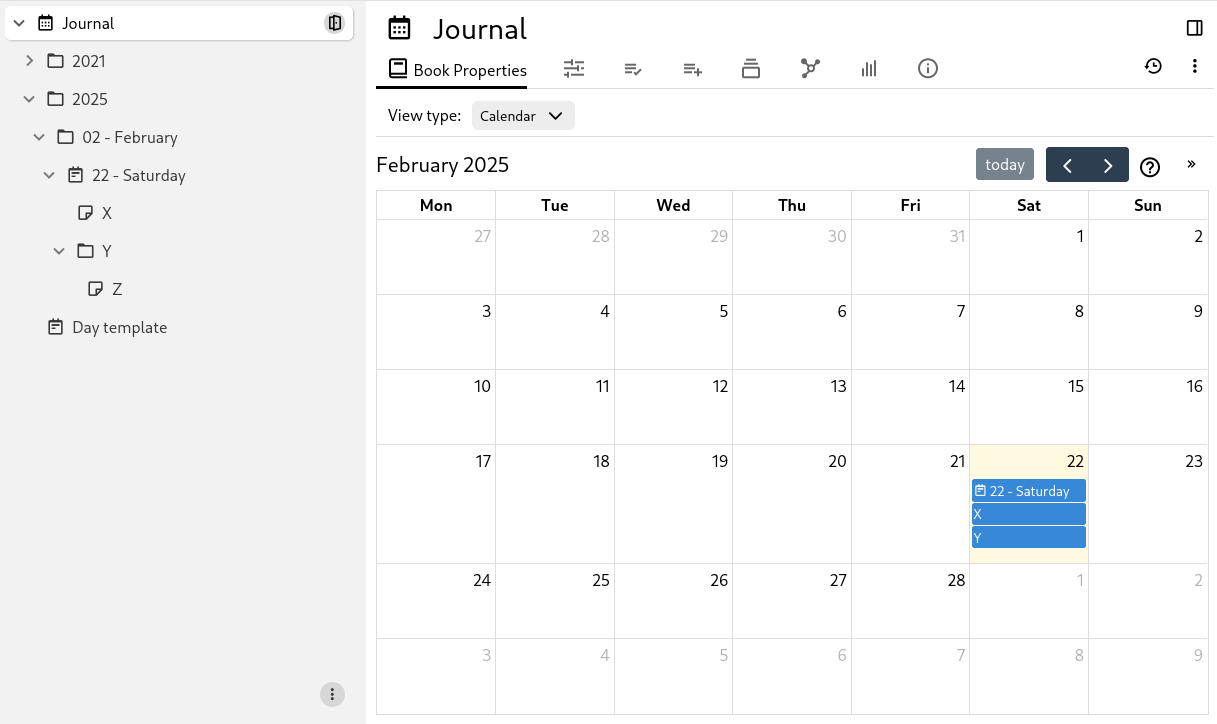 Journal
2021
2025
02 - February
22 - Saturday
X
Y
Z
Day template
Journal
Book Properties
View type: Calendar
February 2025
today
»
Mon Tue Wed Thu Fri Sat Sun
27 28 29 30 31 1 2
3 4 5 6 7 8 9
10 11 12 13 14 15 16
17 18 19 20 21 22 23
22 - Saturday
X
Y
24 25 26 27 28 1 2
3 4 5 6 7 8 9